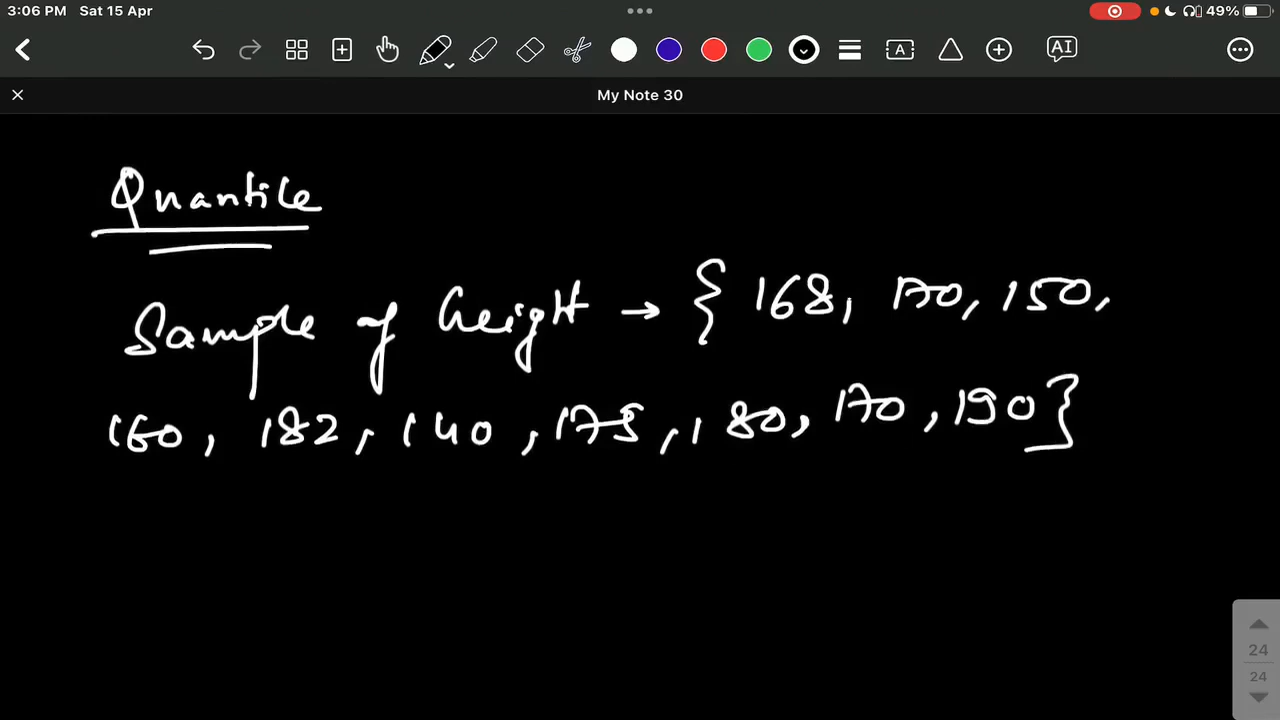 3:06 PM Sat 15 Apr 49%
A AI
My Note 30
Quantile
Sample of height → { 168, 170, 150,
160, 182, 140, 175, 180, 170, 190}
24
24